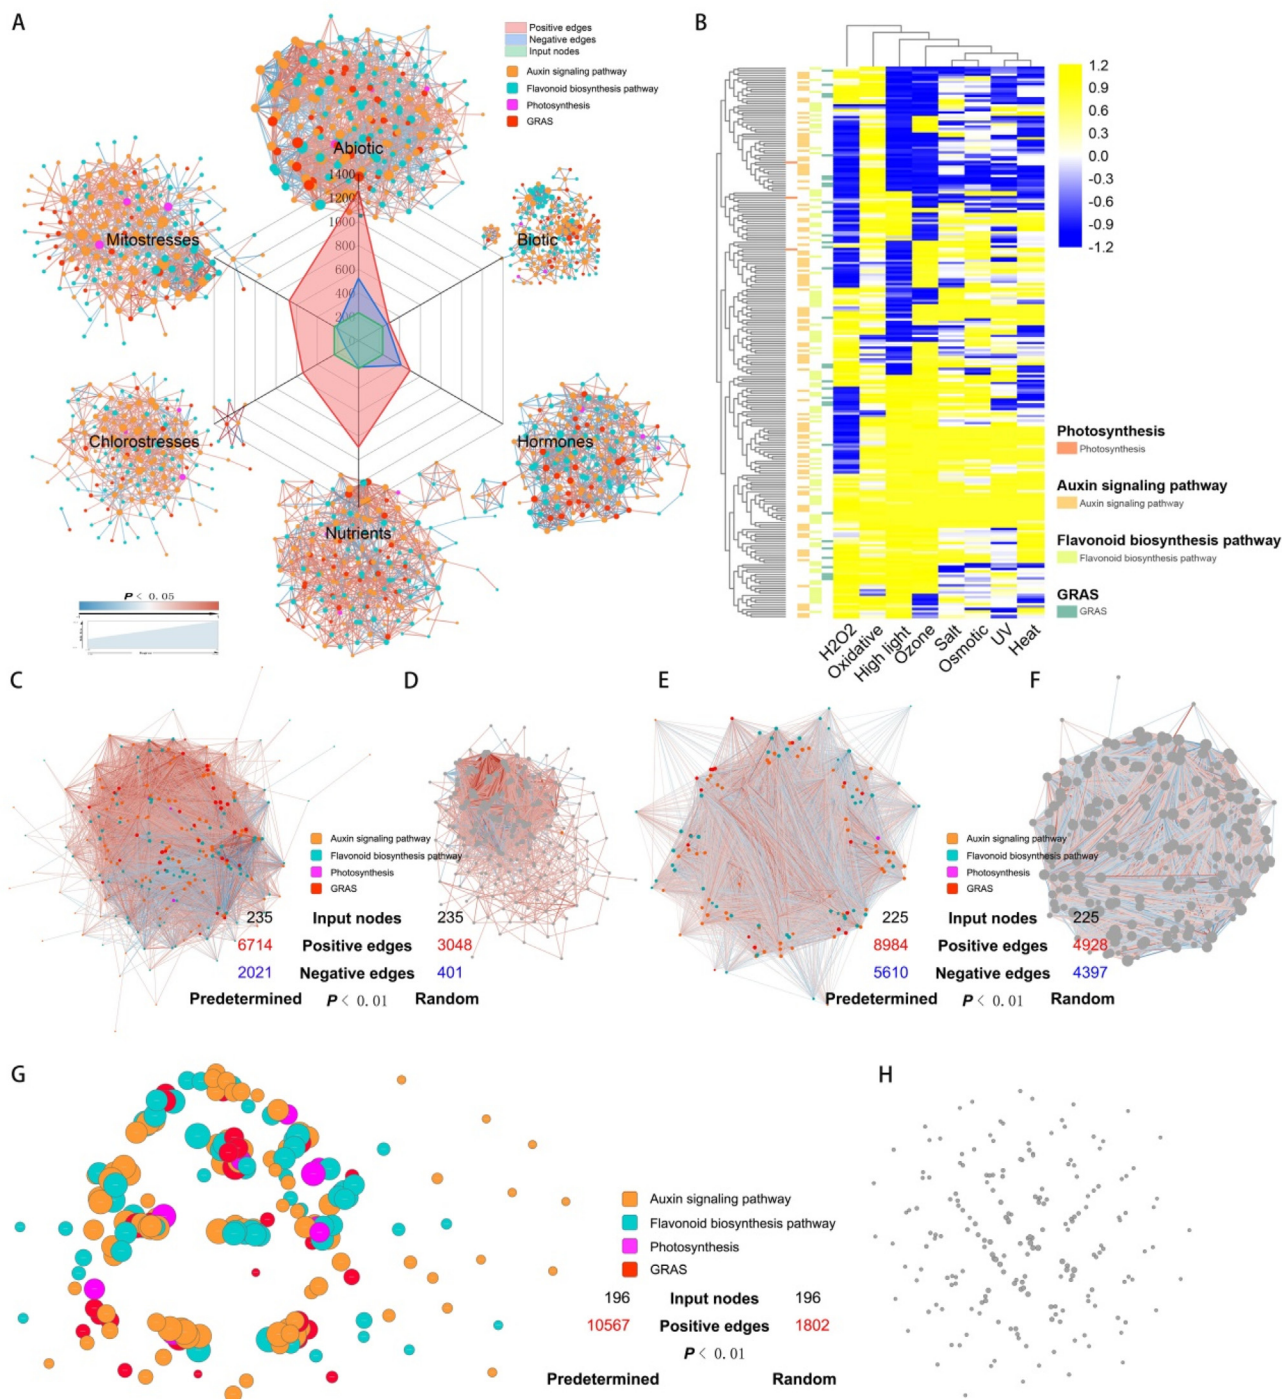 A
Positive edges
Negative edges
Input nodes
Auxin signaling pathway
Flavonoid biosynthesis pathway
Photosynthesis
GRAS
Abiotic
Mitostresses
Biotic
1400
1200
1000
800
600
400
200
0
Chlorostresses
Hormones
Nutrients
P < 0.05
B
1.2
0.9
0.6
0.3
0.0
-0.3
-0.6
-0.9
-1.2
Photosynthesis
Photosynthesis
Auxin signaling pathway
Auxin signaling pathway
Flavonoid biosynthesis pathway
Flavonoid biosynthesis pathway
GRAS
GRAS
H2O2
Oxidative
High light
Ozone
Salt
Osmotic
UV
Heat
C
D
Auxin signaling pathway
Flavonoid biosynthesis pathway
Photosynthesis
GRAS
235 Input nodes 235
6714 Positive edges 3048
2021 Negative edges 401
Predetermined P < 0.01 Random
E
F
Auxin signaling pathway
Flavonoid biosynthesis pathway
Photosynthesis
GRAS
225 Input nodes 225
8984 Positive edges 4928
5610 Negative edges 4397
Predetermined P < 0.01 Random
G
H
Auxin signaling pathway
Flavonoid biosynthesis pathway
Photosynthesis
GRAS
196 Input nodes 196
10567 Positive edges 1802
P < 0.01
Predetermined Random